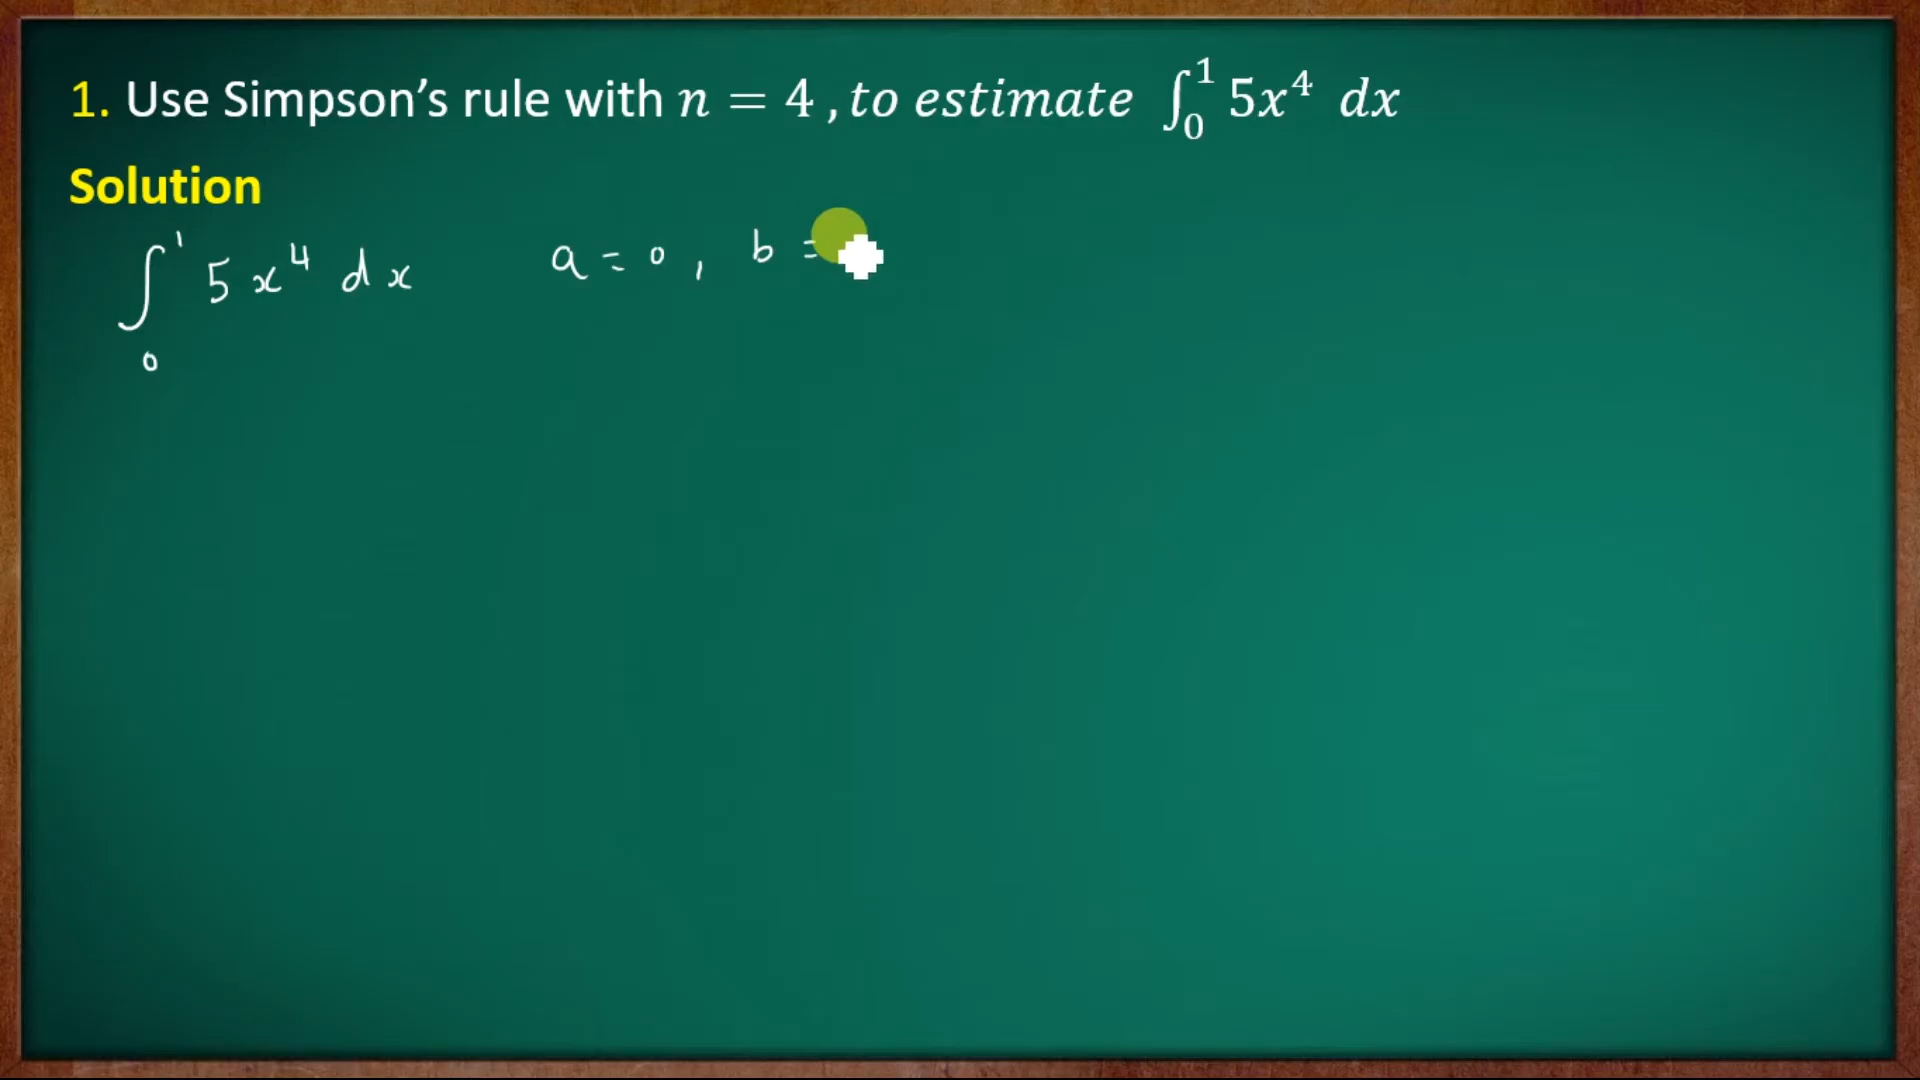 1. Use Simpson’s rule with n = 4 , to estimate ∫₀¹ 5x⁴ dx
Solution
∫₀¹ 5x⁴ dx a = 0 , b =